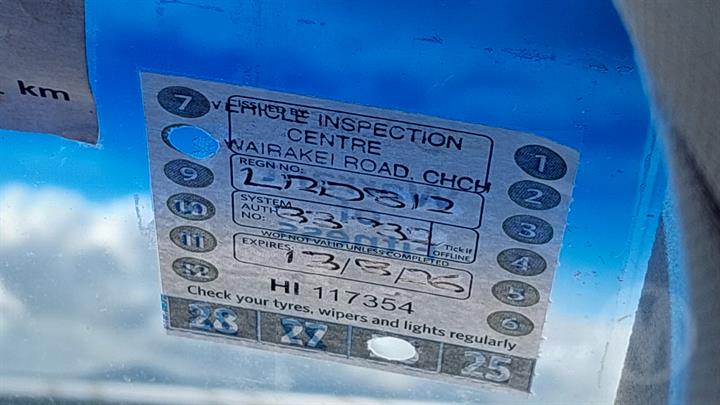 km
7
ISSUED BY
VEHICLE INSPECTION
CENTRE
WAIRAKEI ROAD, CHCH
REGN NO:
SYSTEM
AUTH
NO:
Tick if
OFFLINE
WOF NOT VALID UNLESS COMPLETED
EXPIRES:
13/8/26
HI 117354
Check your tyres, wipers and lights regularly
9
10
11
12
1
2
3
4
5
6
28
27
25